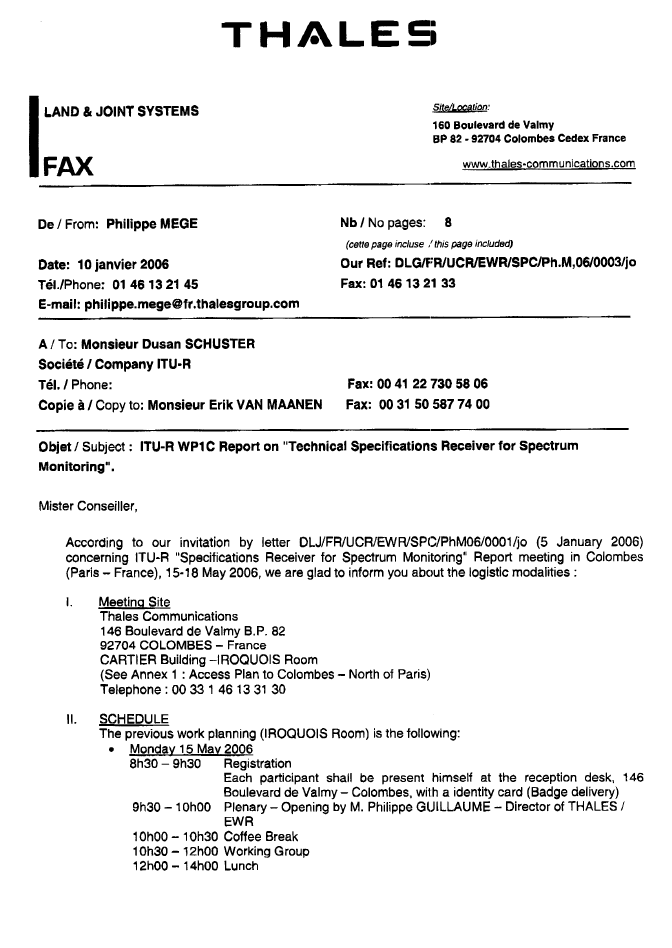 THALES
LAND & JOINT SYSTEMS
FAX
Site/Location:
160 Boulevard de Valmy
BP 82 - 92704 Colombes Cedex France
www.thales-communications.com
De / From: Philippe MEGE
Nb / No pages: 8
(cette page incluse / this page included)
Date: 10 janvier 2006
Our Ref: DLG/FR/UCR/EWR/SPC/Ph.M,06/0003/jo
Tél./Phone: 01 46 13 21 45
Fax: 01 46 13 21 33
E-mail: philippe.mege@fr.thalesgroup.com
A / To: Monsieur Dusan SCHUSTER
Société / Company ITU-R
Tél. / Phone:
Fax: 00 41 22 730 58 06
Copie à / Copy to: Monsieur Erik VAN MAANEN
Fax: 00 31 50 587 74 00
Objet / Subject : ITU-R WP1C Report on "Technical Specifications Receiver for Spectrum
Monitoring".
Mister Conseiller,
According to our invitation by letter DLJ/FR/UCR/EWR/SPC/PhM06/0001/jo (5 January 2006)
concerning ITU-R "Specifications Receiver for Spectrum Monitoring" Report meeting in Colombes
(Paris – France), 15-18 May 2006, we are glad to inform you about the logistic modalities :
I. Meeting Site
Thales Communications
146 Boulevard de Valmy B.P. 82
92704 COLOMBES – France
CARTIER Building –IROQUOIS Room
(See Annex 1 : Access Plan to Colombes – North of Paris)
Telephone : 00 33 1 46 13 31 30
II. SCHEDULE
The previous work planning (IROQUOIS Room) is the following:
• Monday 15 May 2006
8h30 – 9h30 Registration
Each participant shall be present himself at the reception desk, 146
Boulevard de Valmy – Colombes, with a identity card (Badge delivery)
9h30 – 10h00 Plenary – Opening by M. Philippe GUILLAUME – Director of THALES /
EWR
10h00 – 10h30 Coffee Break
10h30 – 12h00 Working Group
12h00 – 14h00 Lunch